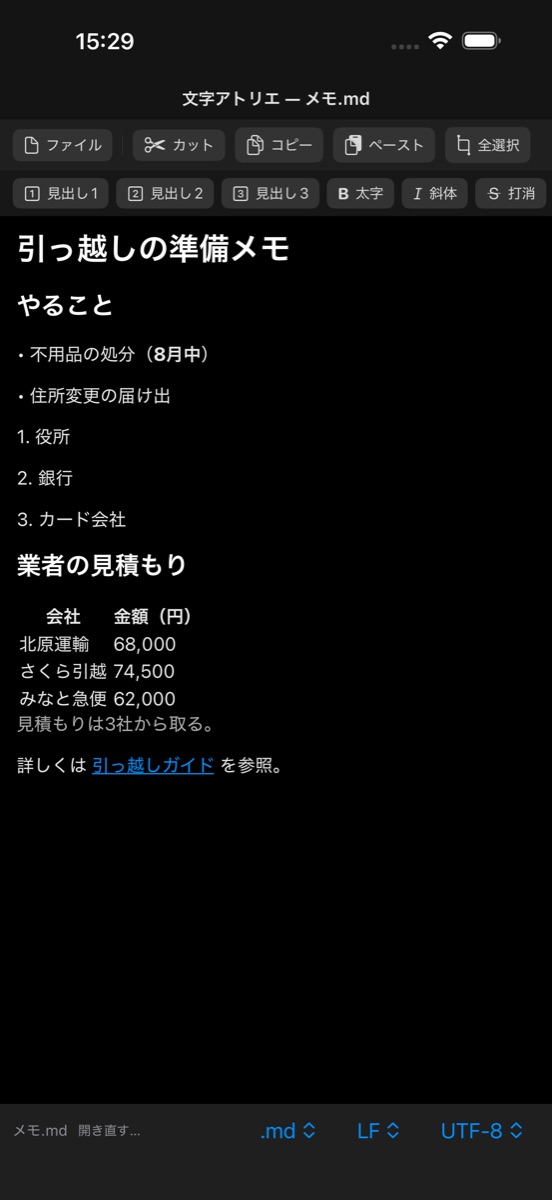 15:29
文字アトリエ — メモ.md
ファイル カット コピー ペースト 全選択
1 見出し1 2 見出し2 3 見出し3 B 太字 I 斜体 S 打消
引っ越しの準備メモ
やること
• 不用品の処分（8月中）
• 住所変更の届け出
1. 役所
2. 銀行
3. カード会社
業者の見積もり
会社 金額（円）
北原運輸 68,000
さくら引越 74,500
みなと急便 62,000
見積もりは3社から取る。
詳しくは 引っ越しガイド を参照。
メモ.md 開き直す... .md LF UTF-8